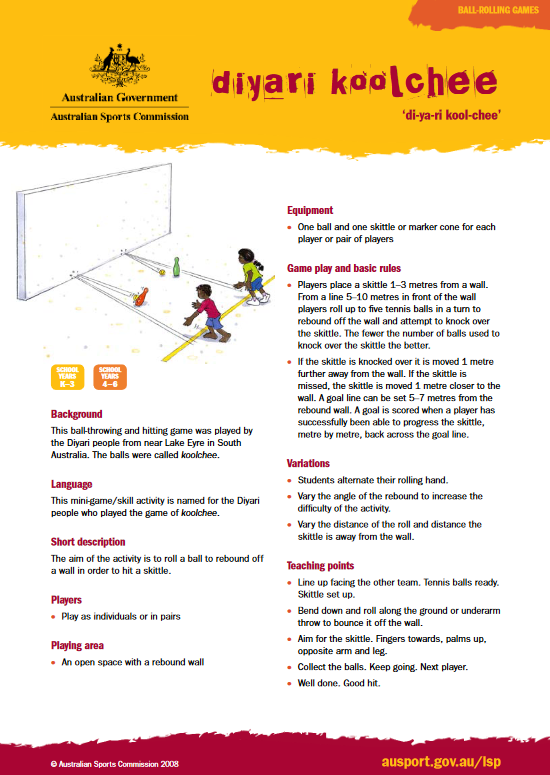 BALL-ROLLING GAMES
Australian Government
Australian Sports Commission
diyari koolchee
‘di-ya-ri kool-chee’
SCHOOL
YEARS
K–3
SCHOOL
YEARS
4–6
Background
This ball-throwing and hitting game was played by
the Diyari people from near Lake Eyre in South
Australia. The balls were called koolchee.
Language
This mini-game/skill activity is named for the Diyari
people who played the game of koolchee.
Short description
The aim of the activity is to roll a ball to rebound off
a wall in order to hit a skittle.
Players
• Play as individuals or in pairs
Playing area
• An open space with a rebound wall
Equipment
• One ball and one skittle or marker cone for each
player or pair of players
Game play and basic rules
• Players place a skittle 1–3 metres from a wall.
From a line 5–10 metres in front of the wall
players roll up to five tennis balls in a turn to
rebound off the wall and attempt to knock over
the skittle. The fewer the number of balls used to
knock over the skittle the better.
• If the skittle is knocked over it is moved 1 metre
further away from the wall. If the skittle is
missed, the skittle is moved 1 metre closer to the
wall. A goal line can be set 5–7 metres from the
rebound wall. A goal is scored when a player has
successfully been able to progress the skittle,
metre by metre, back across the goal line.
Variations
• Students alternate their rolling hand.
• Vary the angle of the rebound to increase the
difficulty of the activity.
• Vary the distance of the roll and distance the
skittle is away from the wall.
Teaching points
• Line up facing the other team. Tennis balls ready.
Skittle set up.
• Bend down and roll along the ground or underarm
throw to bounce it off the wall.
• Aim for the skittle. Fingers towards, palms up,
opposite arm and leg.
• Collect the balls. Keep going. Next player.
• Well done. Good hit.
© Australian Sports Commission 2008
ausport.gov.au/isp